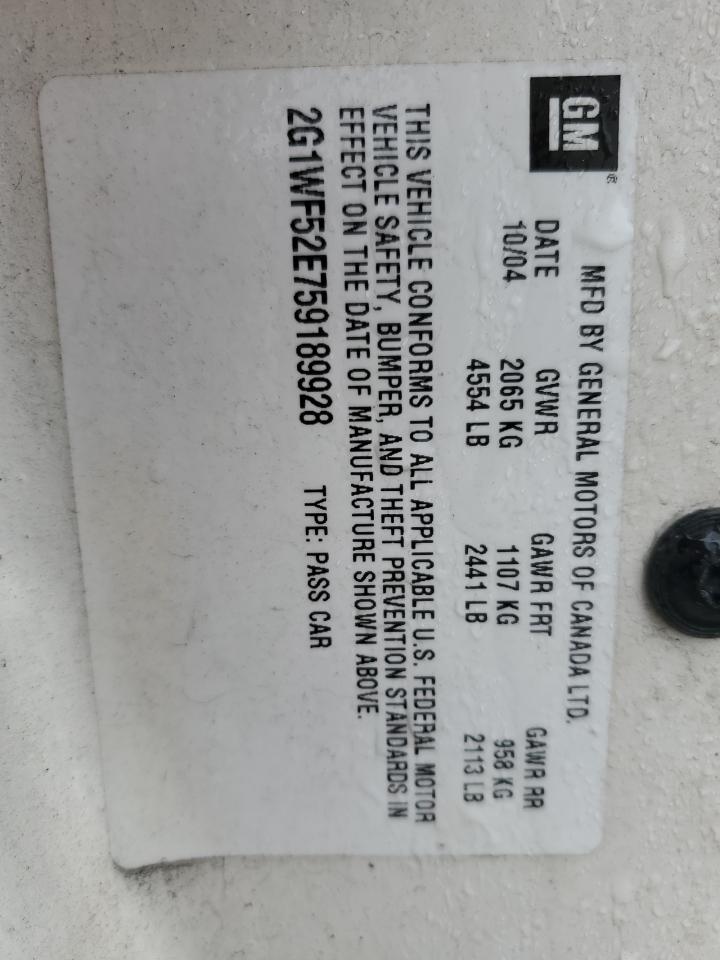 GM
MFD BY GENERAL MOTORS OF CANADA LTD.
DATE GVWR GAWR FRT GAWR RR
10/04 2065 KG 1107 KG 958 KG
4554 LB 2441 LB 2113 LB
THIS VEHICLE CONFORMS TO ALL APPLICABLE U.S. FEDERAL MOTOR
VEHICLE SAFETY, BUMPER, AND THEFT PREVENTION STANDARDS IN
EFFECT ON THE DATE OF MANUFACTURE SHOWN ABOVE.
2G1WF52E759189928 TYPE: PASS CAR